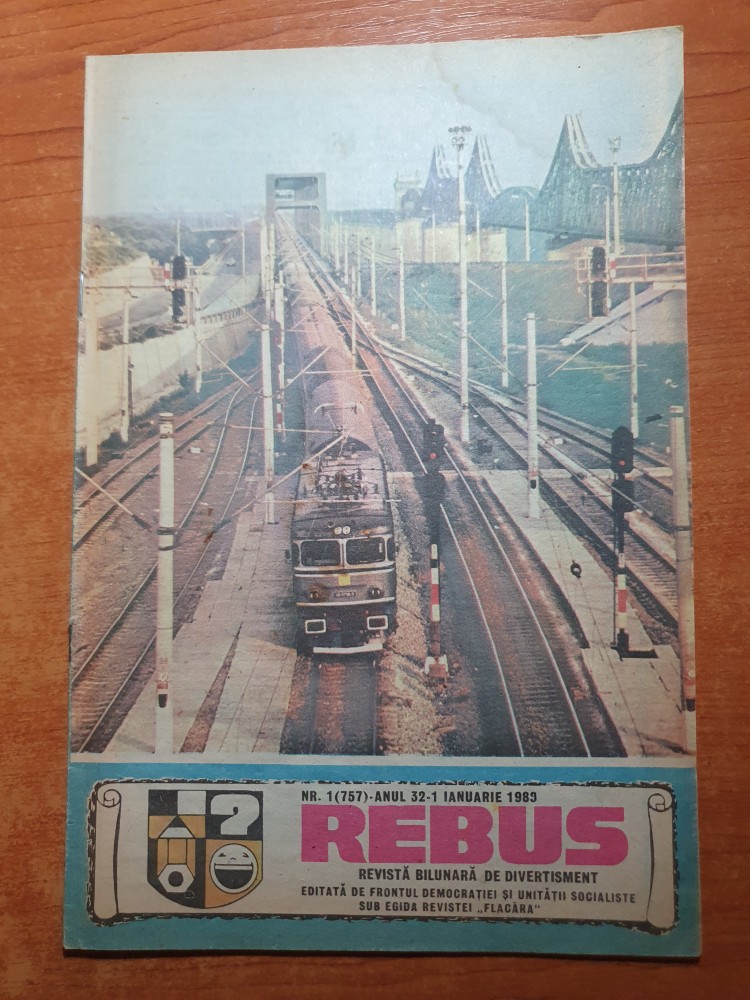 NR. 1(757)-ANUL 32-1 IANUARIE 1989
REBUS
REVISTĂ BILUNARĂ DE DIVERTISMENT
EDITATĂ DE FRONTUL DEMOCRAȚIEI ȘI UNITĂȚII SOCIALISTE
SUB EGIDA REVISTEI „FLACĂRA"